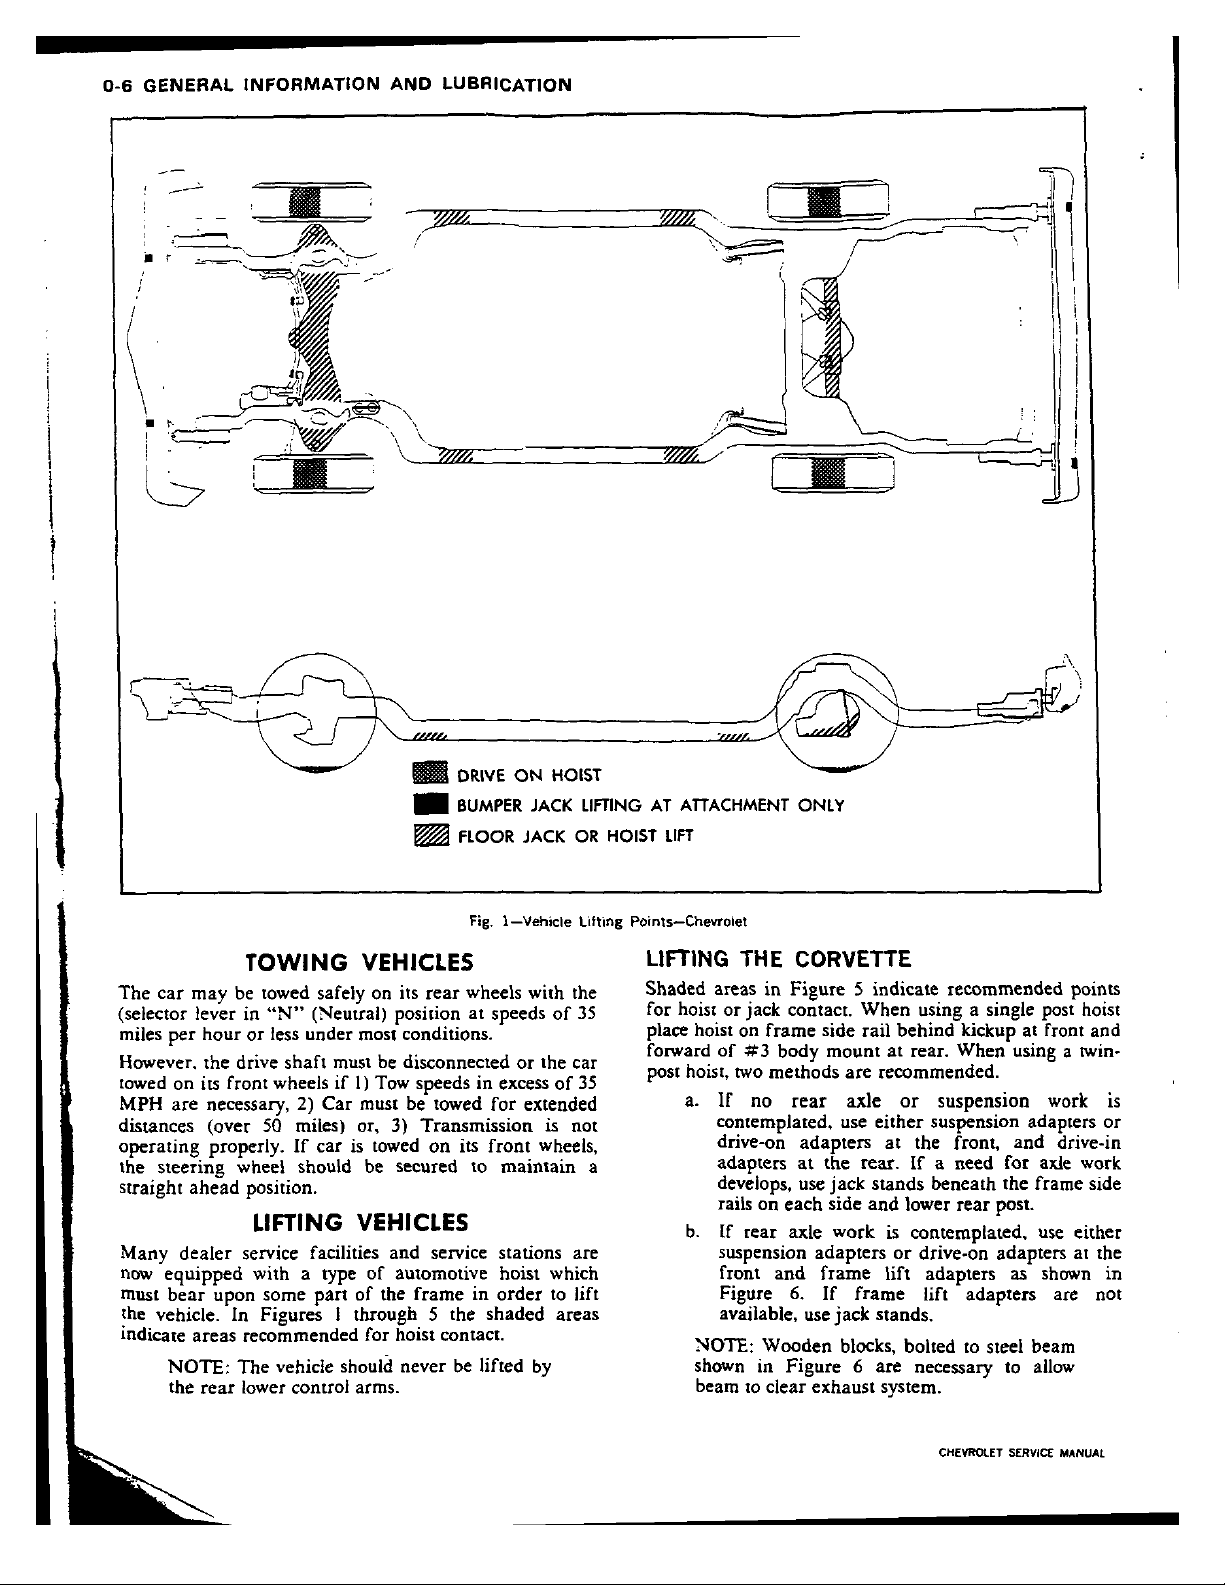 0-6 GENERAL INFORMATION AND LUBRICATION
DRIVE ON HOIST
BUMPER JACK LIFTING AT ATTACHMENT ONLY
FLOOR JACK OR HOIST LIFT
Fig. 1—Vehicle Lifting Points—Chevrolet
TOWING VEHICLES
The car may be towed safely on its rear wheels with the
(selector lever in "N" (Neutral) position at speeds of 35
miles per hour or less under most conditions.
However, the drive shaft must be disconnected or the car
towed on its front wheels if 1) Tow speeds in excess of 35
MPH are necessary, 2) Car must be towed for extended
distances (over 50 miles) or, 3) Transmission is not
operating properly. If car is towed on its front wheels,
the steering wheel should be secured to maintain a
straight ahead position.
LIFTING VEHICLES
Many dealer service facilities and service stations are
now equipped with a type of automotive hoist which
must bear upon some part of the frame in order to lift
the vehicle. In Figures 1 through 5 the shaded areas
indicate areas recommended for hoist contact.
NOTE: The vehicle should never be lifted by
the rear lower control arms.
LIFTING THE CORVETTE
Shaded areas in Figure 5 indicate recommended points
for hoist or jack contact. When using a single post hoist
place hoist on frame side rail behind kickup at front and
forward of #3 body mount at rear. When using a twin-
post hoist, two methods are recommended.
a. If no rear axle or suspension work is
contemplated, use either suspension adapters or
drive-on adapters at the front, and drive-in
adapters at the rear. If a need for axle work
develops, use jack stands beneath the frame side
rails on each side and lower rear post.
b. If rear axle work is contemplated, use either
suspension adapters or drive-on adapters at the
front and frame lift adapters as shown in
Figure 6. If frame lift adapters are not
available, use jack stands.
NOTE: Wooden blocks, bolted to steel beam
shown in Figure 6 are necessary to allow
beam to clear exhaust system.
CHEVROLET SERVICE MANUAL